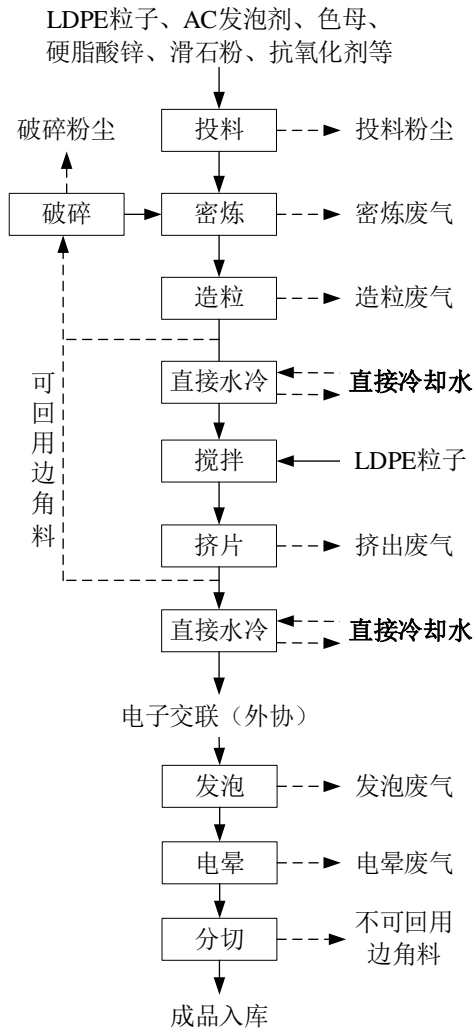 LDPE粒子、AC发泡剂、色母、
硬脂酸锌、滑石粉、抗氧化剂等
破碎粉尘
投料
投料粉尘
破碎
密炼
密炼废气
造粒
造粒废气
可回用边角料
直接水冷
直接冷却水
搅拌
LDPE粒子
挤片
挤出废气
直接水冷
直接冷却水
电子交联（外协）
发泡
发泡废气
电晕
电晕废气
分切
不可回用
边角料
成品入库